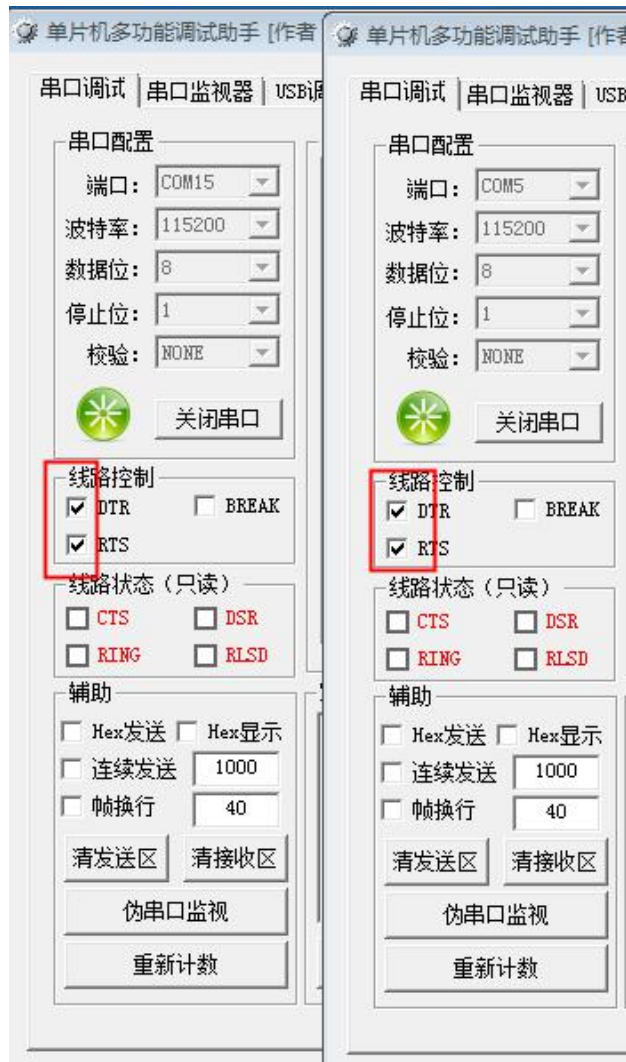 单片机多功能调试助手 [作者
串口调试 串口监视器 USB调
串口配置
端口: COM15
波特率: 115200
数据位: 8
停止位: 1
校验: NONE
关闭串口
线路控制
DTR BREAK
RTS
线路状态（只读）
CTS DSR
RING RLSD
辅助
Hex发送 Hex显示
连续发送 1000
帧换行 40
清发送区 清接收区
伪串口监视
重新计数
单片机多功能调试助手 [作者
串口调试 串口监视器 USB
串口配置
端口: COM5
波特率: 115200
数据位: 8
停止位: 1
校验: NONE
关闭串口
线路控制
DTR BREAK
RTS
线路状态（只读）
CTS DSR
RING RLSD
辅助
Hex发送 Hex显示
连续发送 1000
帧换行 40
清发送区 清接收区
伪串口监视
重新计数